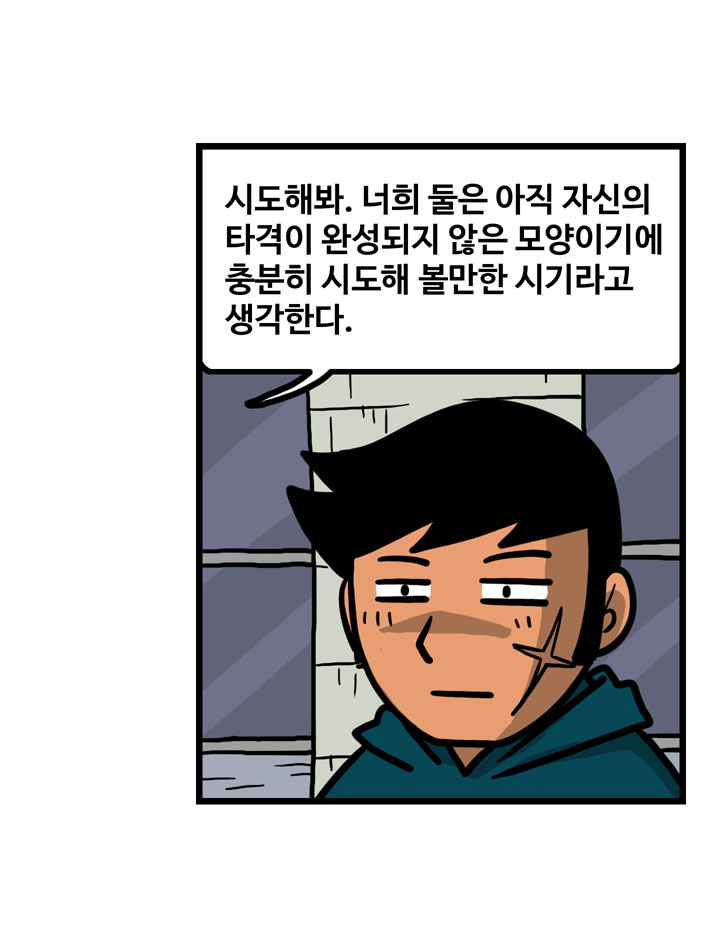 시도해봐. 너희 둘은 아직 자신의
타격이 완성되지 않은 모양이기에
충분히 시도해 볼만한 시기라고
생각한다.